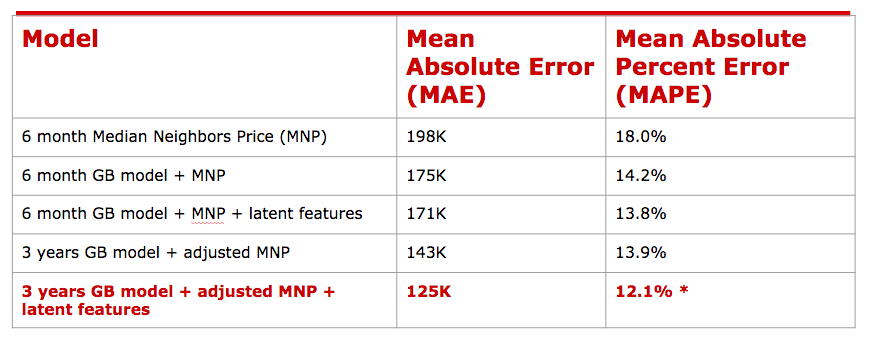 Model
Mean
Absolute Error
(MAE)
Mean Absolute
Percent Error
(MAPE)
6 month Median Neighbors Price (MNP)
198K
18.0%
6 month GB model + MNP
175K
14.2%
6 month GB model + MNP + latent features
171K
13.8%
3 years GB model + adjusted MNP
143K
13.9%
3 years GB model + adjusted MNP +
latent features
125K
12.1% *